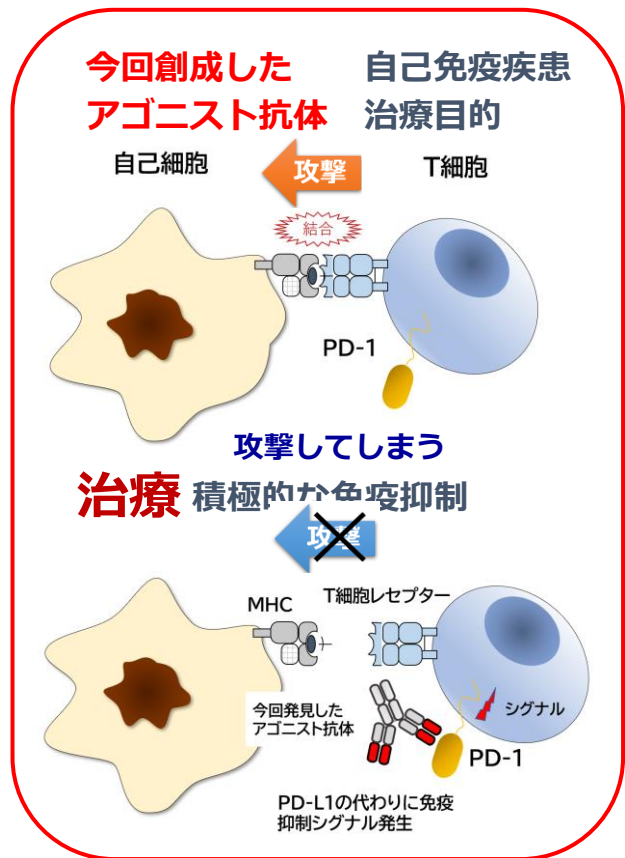 今回創成した
アゴニスト抗体
自己免疫疾患
治療目的
自己細胞
攻撃
T細胞
結合
PD-1
攻撃してしまう
治療 積極的な免疫抑制
攻撃
MHC
T細胞レセプター
今回発見した
アゴニスト抗体
シグナル
PD-1
PD-L1の代わりに免疫
抑制シグナル発生